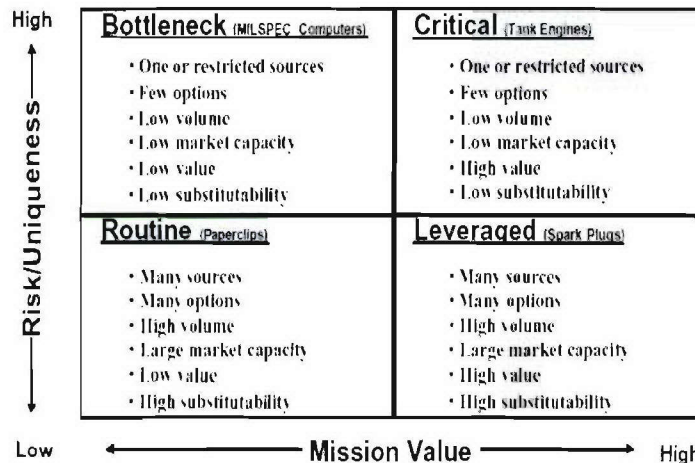 High
Bottleneck (MILSPEC Computers)
• One or restricted sources
• Few options
• Low volume
• Low market capacity
• Low value
• Low substitutability
Critical (Tank Engines)
• One or restricted sources
• Few options
• Low volume
• Low market capacity
• High value
• Low substitutability
Risk/Uniqueness
Routine (Paperclips)
• Many sources
• Many options
• High volume
• Large market capacity
• Low value
• High substitutability
Leveraged (Spark Plugs)
• Many sources
• Many options
• High volume
• Large market capacity
• High value
• High substitutability
Low
Mission Value
High